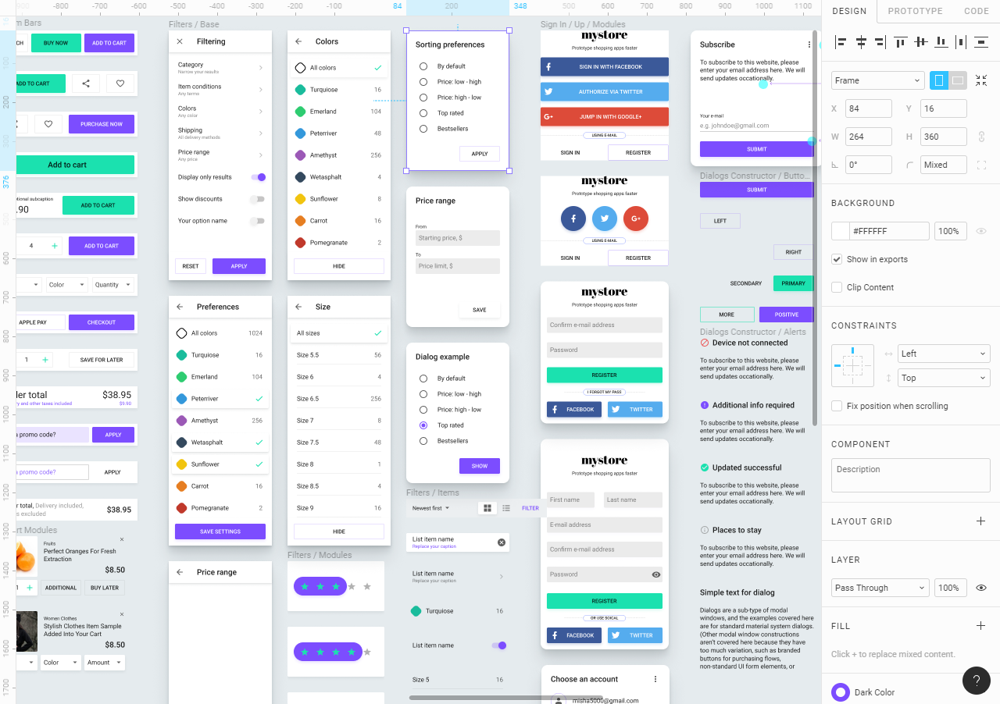 -900
-800
-700
-600
-500
-200
-100
84
200
348
500
600
700
800
900
1000
1100
100
200
300
376
500
600
700
800
900
1000
1100
1200
1300
1400
1500
1600
1700
m Bars
CH
BUY NOW
ADD TO CART
ADD TO CART
PURCHASE NOW
Add to cart
tional subcaption
.90
ADD TO CART
4
+
ADD TO CART
Color
Quantity
APPLE PAY
CHECKOUT
1
+
SAVE FOR LATER
der total
$38.95
ry and other taxes included
$9.90
promo code?
APPLY
promo code?
APPLY
r total, Delivery included,
s excluded
$38.95
rt Modules
Fruits
Perfect Oranges For Fresh
Extraction
$8.50
1
+
ADDITIONAL
BUY LATER
Women Clothes
Stylish Clothes Item Sample
Added Into Your Cart
$8.50
Color
Amount
Filters / Base
Filtering
Category
Narrow your results
Item conditions
Any terms
Colors
Any color
Shipping
All delivery methods
Price range
Any price
Display only results
Show discounts
Your option name
RESET
APPLY
Colors
All colors
Turquiose 16
Emerland 104
Peterriver 48
Amethyst 256
Wetasphalt 4
Sunflower 8
Carrot 16
Pomegranate 2
HIDE
Preferences
All colors 1024
Turquiose 16
Emerland 104
Peterriver
Amethyst 256
Wetasphalt
Sunflower
Carrot 16
Pomegranate 2
SAVE SETTINGS
Size
All sizes
Size 5.5 56
Size 6 4
Size 6.5 256
Size 7 8
Size 7.5 48
Size 8 1
Size 8.5 4
Size 9 16
HIDE
Price range
Filters / Modules
Sorting preferences
By default
Price: low - high
Price: high - low
Top rated
Bestsellers
APPLY
Price range
From
Starting price, $
To
Price limit, $
SAVE
Dialog example
By default
Price: low - high
Price: high - low
Top rated
Bestsellers
SHOW
Filters / Items
Newest first
FILTER
List item name
Replace your caption
List item name
Replace your caption
Turquiose 16
List item name
Size 5 16
Sign In / Up / Modules
mystore
Prototype shopping apps faster
SIGN IN WITH FACEBOOK
AUTHORIZE VIA TWITTER
JUMP IN WITH GOOGLE+
USING E-MAIL
SIGN IN
REGISTER
mystore
Prototype shopping apps faster
USING E-MAIL
SIGN IN
REGISTER
mystore
Prototype shopping apps faster
Confirm e-mail address
Password
REGISTER
I FORGOT MY PASS
FACEBOOK
TWITTER
mystore
Prototype shopping apps faster
First name
Last name
E-mail address
Confirm e-mail address
Password
REGISTER
OR USE SOICAL
FACEBOOK
TWITTER
Choose an account
misha5000@gmail.com
Subscribe
To subscribe to this website, please
enter your email address here. We will
send updates occationally.
Your e-mail
e.g. johndoe@gmail.com
SUBMIT
Dialogs Constructor / Butto...
SUBMIT
LEFT
RIGHT
SECONDARY
PRIMARY
MORE
POSITIVE
Dialogs Constructor / Alerts
Device not connected
To subscribe to this website, please
enter your email address here. We will
send updates occationally.
Additional info required
To subscribe to this website, please
enter your email address here. We will
send updates occationally.
Updated successful
To subscribe to this website, please
enter your email address here. We will
send updates occationally.
Places to stay
To subscribe to this website, please
enter your email address here. We will
send updates occationally.
Simple text for dialog
Dialogs are a sub-type of modal
windows, and the examples covered here
are for standard material system dialogs.
(Other modal window constructions
aren't covered here because they have
too much variation, such as branded
buttons for purchasing flows,
non-standard UI form elements, or
DESIGN
PROTOTYPE
CODE
Frame
X 84
Y 16
W 264
H 360
0°
Mixed
BACKGROUND
#FFFFFF
100%
Show in exports
Clip Content
CONSTRAINTS
Left
Top
Fix position when scrolling
COMPONENT
Description
LAYOUT GRID
LAYER
Pass Through
100%
FILL
Click + to replace mixed content.
Dark Color
?